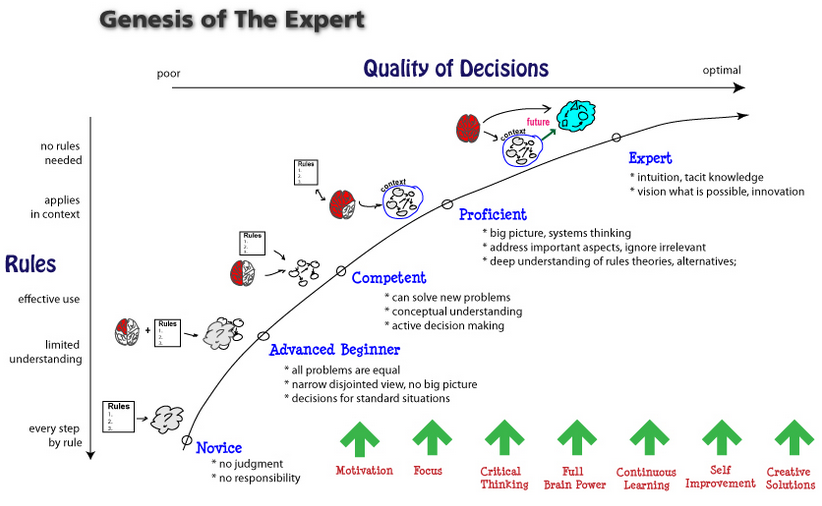 Genesis of The Expert
Quality of Decisions
poor
optimal
Rules
no rules
needed
applies
in context
effective use
limited
understanding
every step
by rule
future
context
Expert
* intuition, tacit knowledge
* vision what is possible, innovation
Rules
1.
2.
3.
context
Proficient
* big picture, systems thinking
* address important aspects, ignore irrelevant
* deep understanding of rules theories, alternatives;
Rules
1.
2.
3.
Competent
* can solve new problems
* conceptual understanding
* active decision making
+
Rules
1.
2.
3.
Advanced Beginner
* all problems are equal
* narrow disjointed view, no big picture
* decisions for standard situations
Rules
1.
2.
3.
Novice
* no judgment
* no responsibility
Motivation
Focus
Critical
Thinking
Full
Brain Power
Continuous
Learning
Self
Improvement
Creative
Solutions